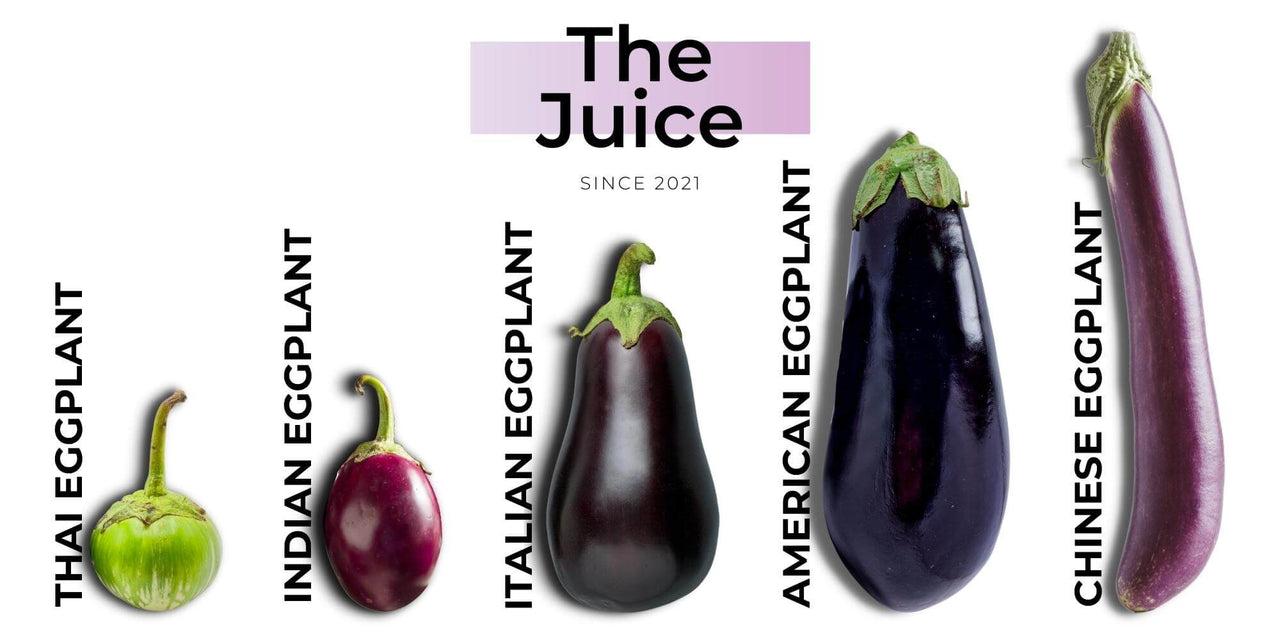 The
Juice
SINCE 2021
THAI EGGPLANT
INDIAN EGGPLANT
ITALIAN EGGPLANT
AMERICAN EGGPLANT
CHINESE EGGPLANT